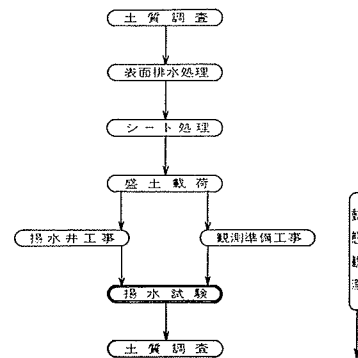 土質調査
表面排水処理
シート処理
盛土載荷
揚水井工事
観測準備工事
揚水試験
土質調査